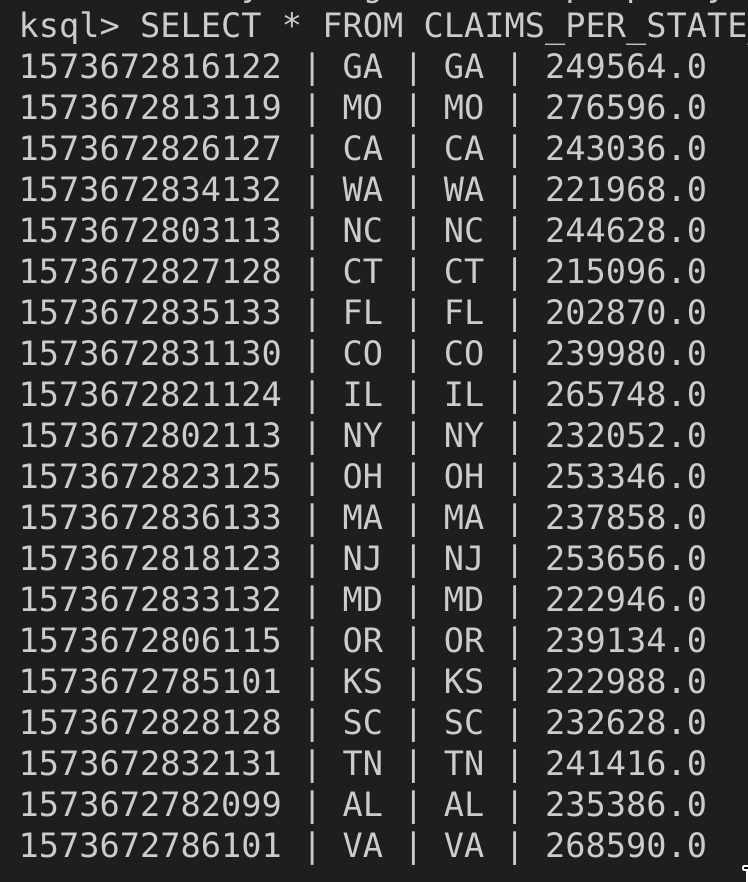 ksql> SELECT * FROM CLAIMS_PER_STATE
1573672816122 | GA | GA | 249564.0
1573672813119 | MO | MO | 276596.0
1573672826127 | CA | CA | 243036.0
1573672834132 | WA | WA | 221968.0
1573672803113 | NC | NC | 244628.0
1573672827128 | CT | CT | 215096.0
1573672835133 | FL | FL | 202870.0
1573672831130 | CO | CO | 239980.0
1573672821124 | IL | IL | 265748.0
1573672802113 | NY | NY | 232052.0
1573672823125 | OH | OH | 253346.0
1573672836133 | MA | MA | 237858.0
1573672818123 | NJ | NJ | 253656.0
1573672833132 | MD | MD | 222946.0
1573672806115 | OR | OR | 239134.0
1573672785101 | KS | KS | 222988.0
1573672828128 | SC | SC | 232628.0
1573672832131 | TN | TN | 241416.0
1573672782099 | AL | AL | 235386.0
1573672786101 | VA | VA | 268590.0